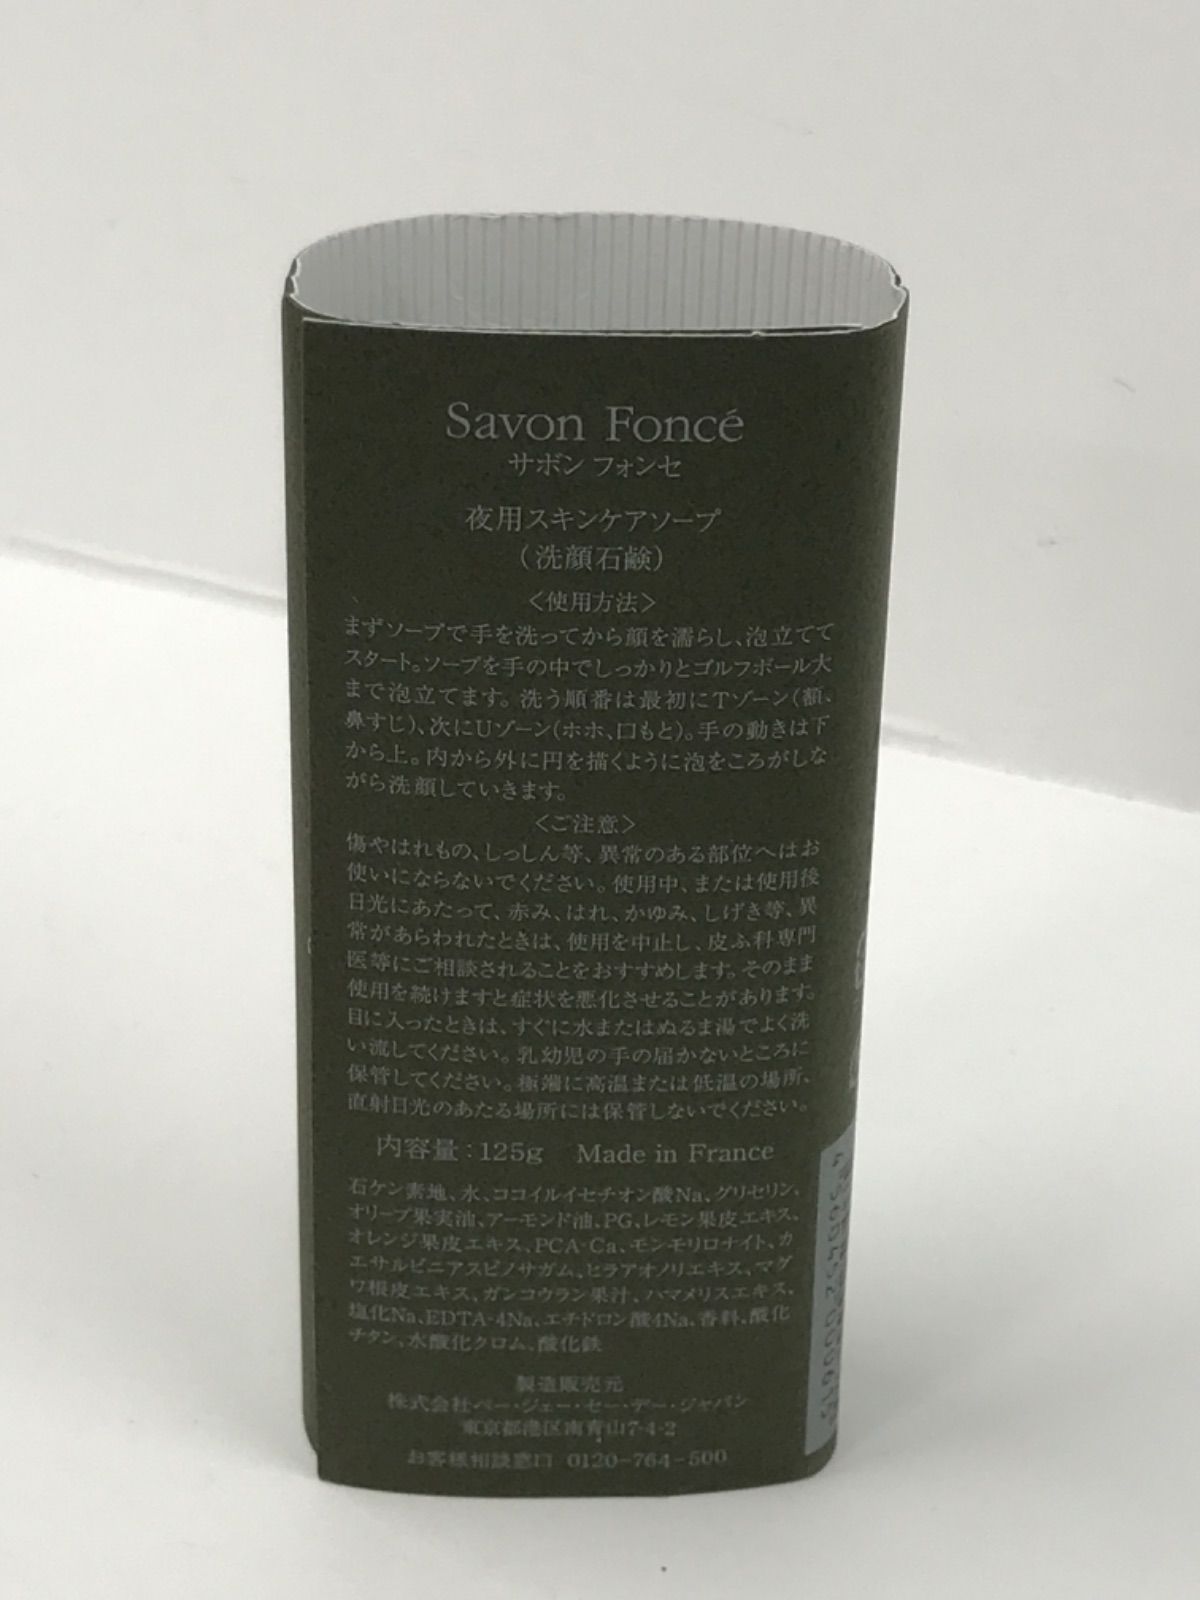 Savon Foncé
サボン フォンセ
夜用スキンケアソープ
(洗顔石鹸)
<使用方法>
まずソープで手を洗ってから顔を濡らし、泡立てて
スタート。ソープを手の中でしっかりとゴルフボール大
まで泡立てます。洗う順番は最初にTゾーン(額、
鼻すじ)、次にUゾーン(ホホ、口もと)。手の動きは下
から上。内から外に円を描くように泡をころがしな
がら洗顔していきます。
<ご注意>
傷やはれもの、しっしん等、異常のある部位へはお
使いにならないでください。使用中、または使用後
日光にあたって、赤み、はれ、かゆみ、しげき等、異
常があらわれたときは、使用を中止し、皮ふ科専門
医等にご相談されることをおすすめします。そのまま
使用を続けますと症状を悪化させることがあります。
目に入ったときは、すぐに水またはぬるま湯でよく洗
い流してください。乳幼児の手の届かないところに
保管してください。極端に高温または低温の場所、
直射日光のあたる場所には保管しないでください。
内容量：125g Made in France
石ケン素地、水、ココイルイセチオン酸Na、グリセリン、
オリーブ果実油、アーモンド油、PG、レモン果皮エキス、
オレンジ果皮エキス、PCA-Ca、モンモリロナイト、カ
エサルピニアスピノサガム、ヒラアオノリエキス、マグ
ワ根皮エキス、ガンコウラン果汁、ハマメリスエキス、
塩化Na、EDTA-4Na、エチドロン酸4Na、香料、酸化
チタン、水酸化クロム、酸化鉄
製造販売元
株式会社ベー・ジェー・セー・デー・ジャパン
東京都港区南青山7-4-2
お客様相談窓口 0120-764-500